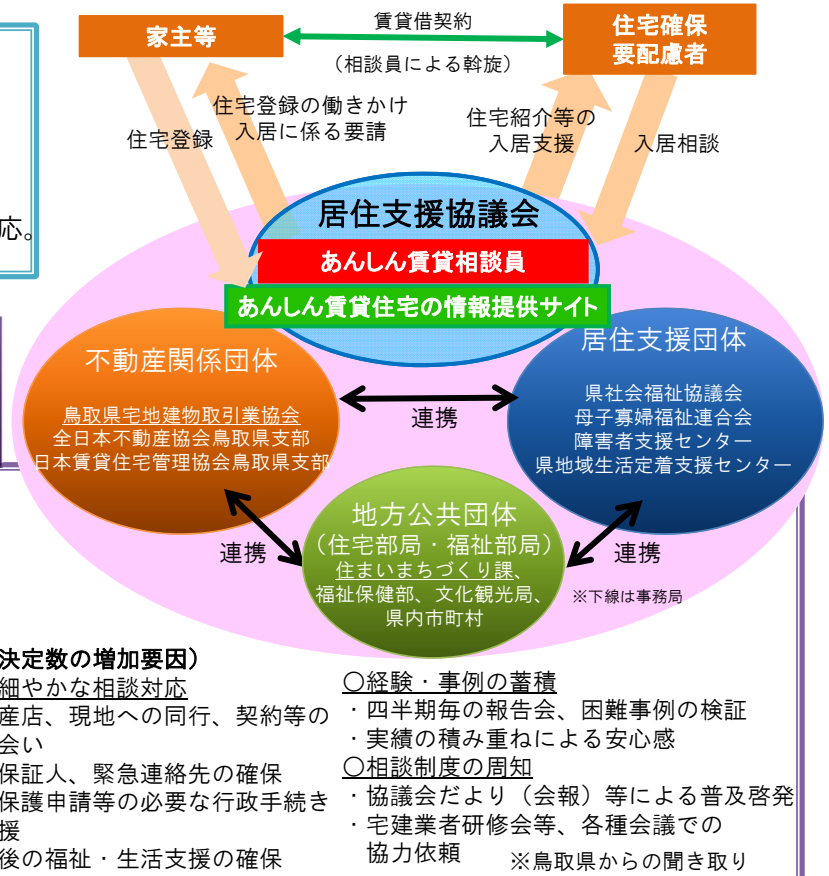 家主等
賃貸借契約
(相談員による斡旋)
住宅確保
要配慮者
住宅登録
住宅登録の働きかけ
入居に係る要請
住宅紹介等の
入居支援
入居相談
応。
居住支援協議会
あんしん賃貸相談員
あんしん賃貸住宅の情報提供サイト
不動産関係団体
鳥取県宅地建物取引業協会
全日本不動産協会鳥取県支部
日本賃貸住宅管理協会鳥取県支部
連携
居住支援団体
県社会福祉協議会
母子寡婦福祉連合会
障害者支援センター
県地域生活定着支援センター
連携
地方公共団体
(住宅部局・福祉部局)
住まいまちづくり課、
福祉保健部、文化観光局、
県内市町村
連携
※下線は事務局
決定数の増加要因)
細やかな相談対応
産店、現地への同行、契約等の
会い
保証人、緊急連絡先の確保
保護申請等の必要な行政手続き
援
後の福祉・生活支援の確保
〇経験・事例の蓄積
・四半期毎の報告会、困難事例の検証
・実績の積み重ねによる安心感
〇相談制度の周知
・協議会だより(会報)等による普及啓発
・宅建業者研修会等、各種会議での
協力依頼
※鳥取県からの聞き取り